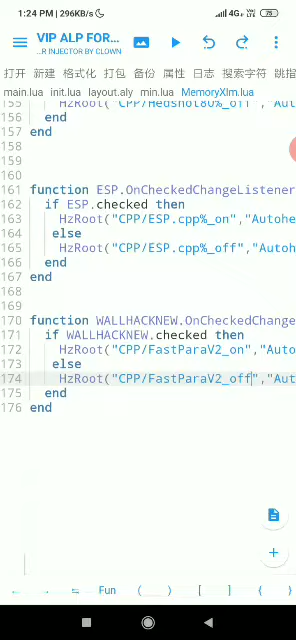 1:24 PM | 296KB/s
4G
75
VIP ALP FOR...
...R INJECTOR BY CLOWN
打开 新建 格式化 打包 备份 属性 日志 搜索字符 跳指
main.lua init.lua layout.aly min.lua MemoryXIm.lua
155 HzRoot("CPP/Hedshot80%_off","Autoh
156 end
157 end
158
159
160
161 function ESP.OnCheckedChangeListener
162 if ESP.checked then
163 HzRoot("CPP/ESP.cpp%_on","Autohe
164 else
165 HzRoot("CPP/ESP.cpp%_off","Autoh
166 end
167 end
168
169
170 function WALLHACKNEW.OnCheckedChange
171 if WALLHACKNEW.checked then
172 HzRoot("CPP/FastParaV2_on","Auto
173 else
174 HzRoot("CPP/FastParaV2_off","Aut
175 end
176 end
Fun ( ) [ ] { }